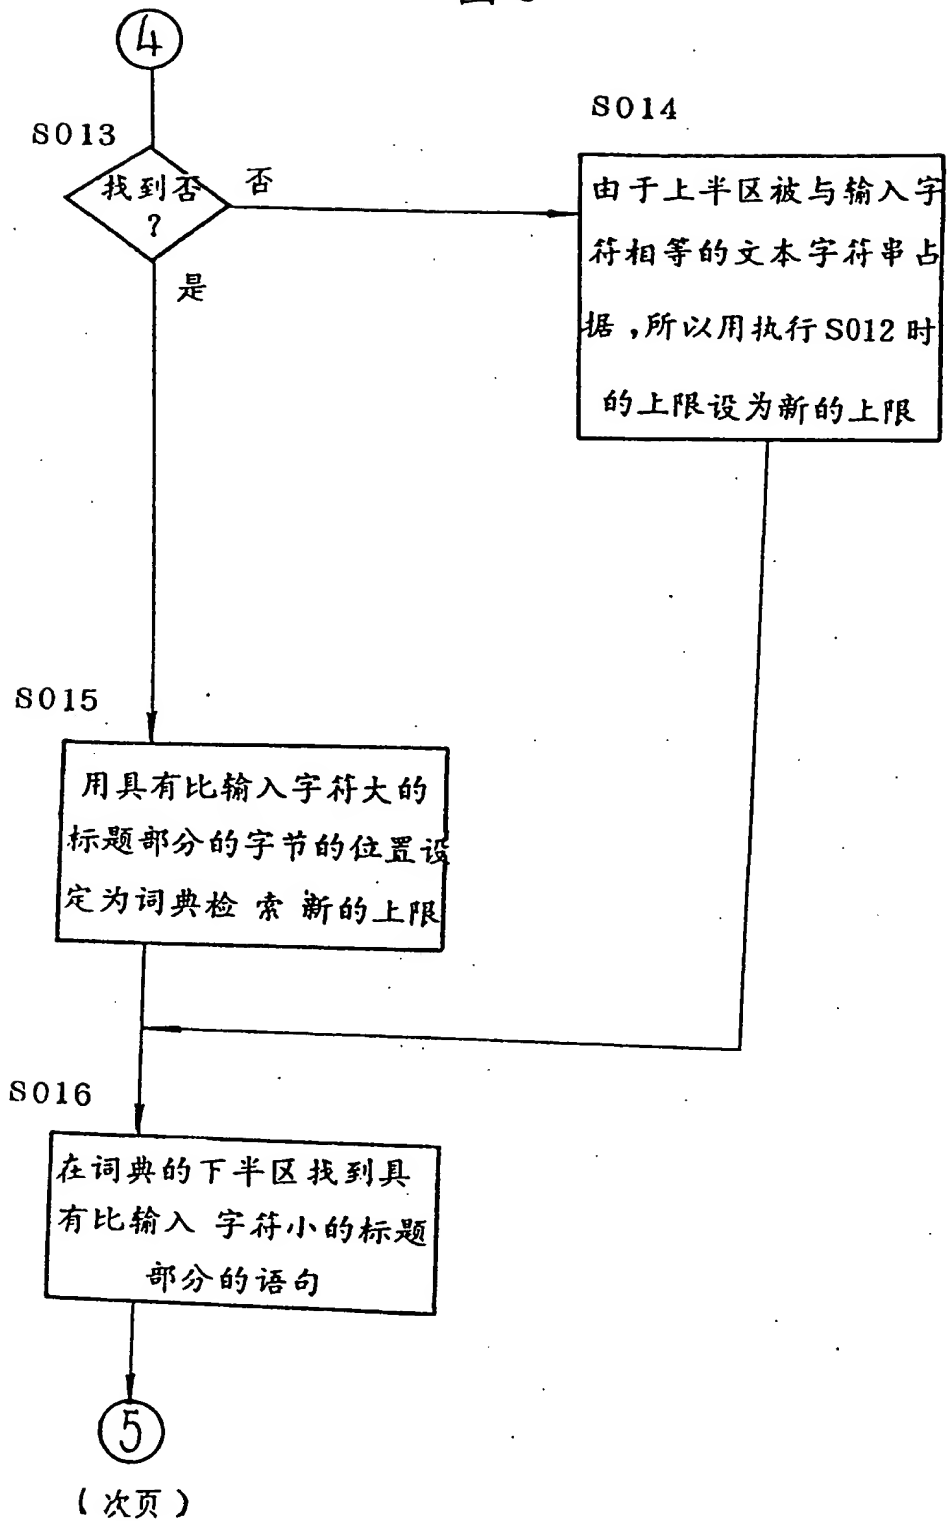 ④
S013
找到否
?
否
是
S014
由于上半区被与输入字
符相等的文本字符串占
据,所以用执行S012时
的上限设为新的上限
S015
用具有比输入字符大的
标题部分的字节的位置设
定为词典检 索 新的上限
S016
在词典的下半区找到具
有比输入 字符小的标题
部分的语句
⑤
(次页)